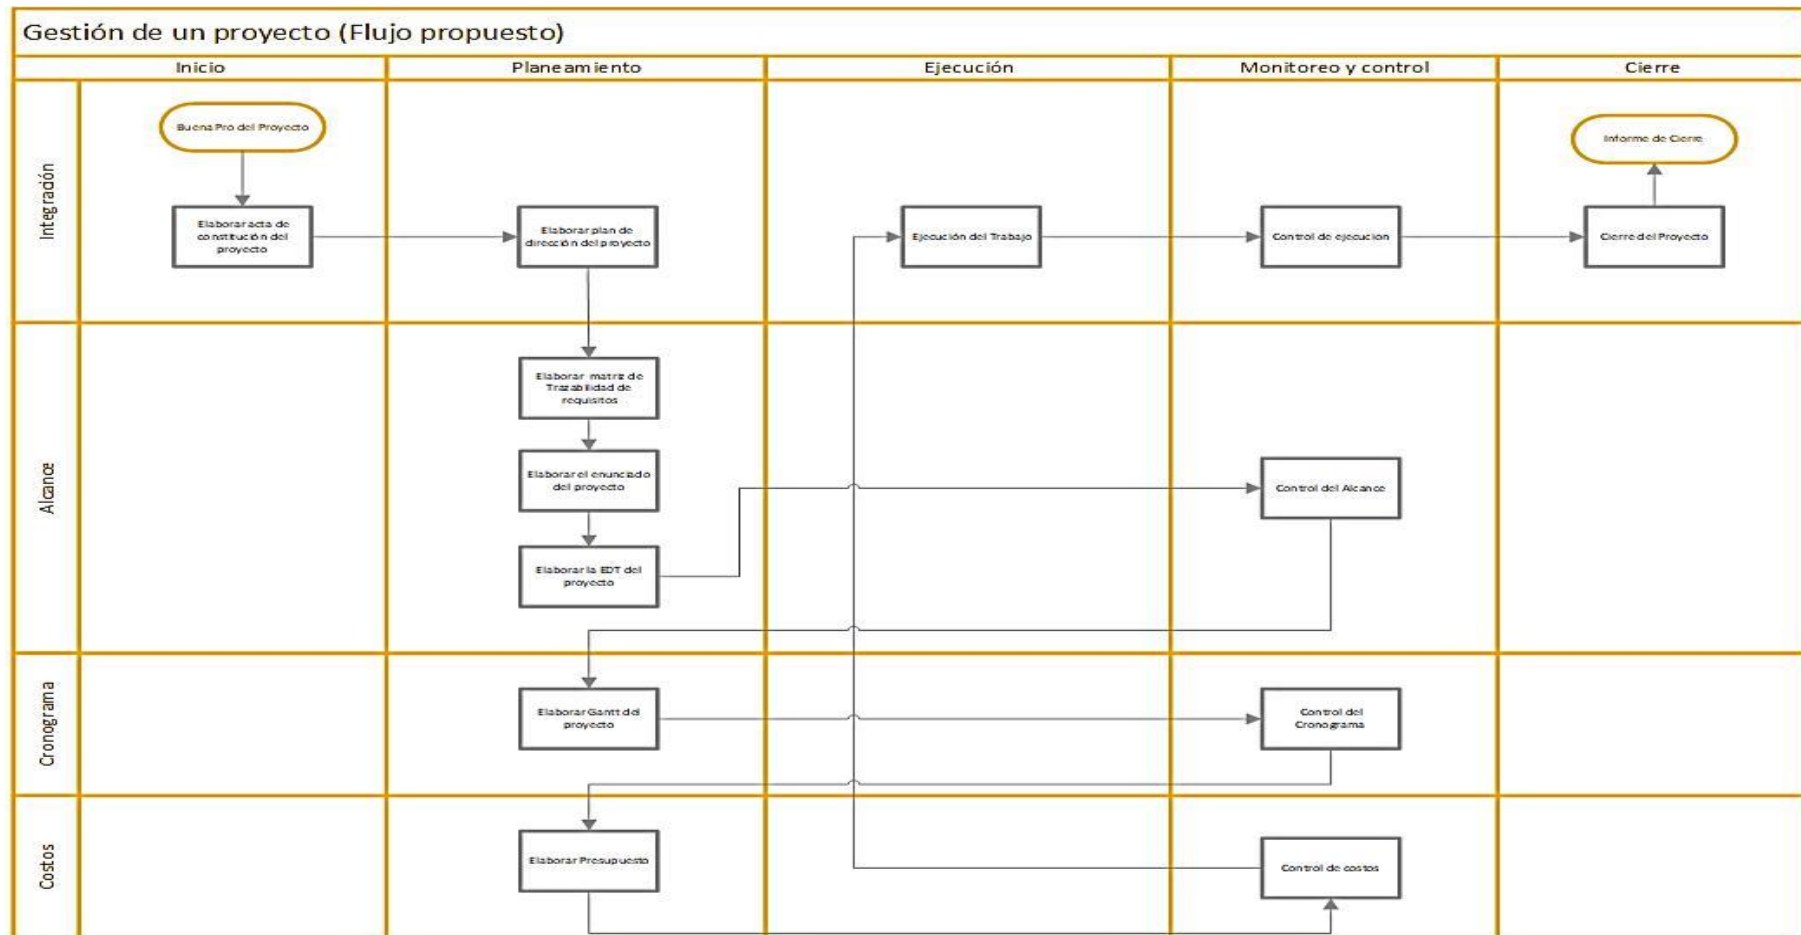 Gestión de un proyecto (Flujo propuesto)
Inicio
Planeamiento
Ejecución
Monitoreo y control
Cierre
Integración
Buena Pro del Proyecto
Informe de Cierre
Elaborar acta de
constitución del
proyecto
Elaborar plan de
dirección del proyecto
Ejecución del Trabajo
Control de ejecucion
Cierre del Proyecto
Alcance
Elaborar matriz de
Trazabilidad de
requisitos
Elaborar el enunciado
del proyecto
Control del Alcance
Elaborar la EDT del
proyecto
Cronograma
Elaborar Gantt del
proyecto
Control del
Cronograma
Costos
Elaborar Presupuesto
Control de costos